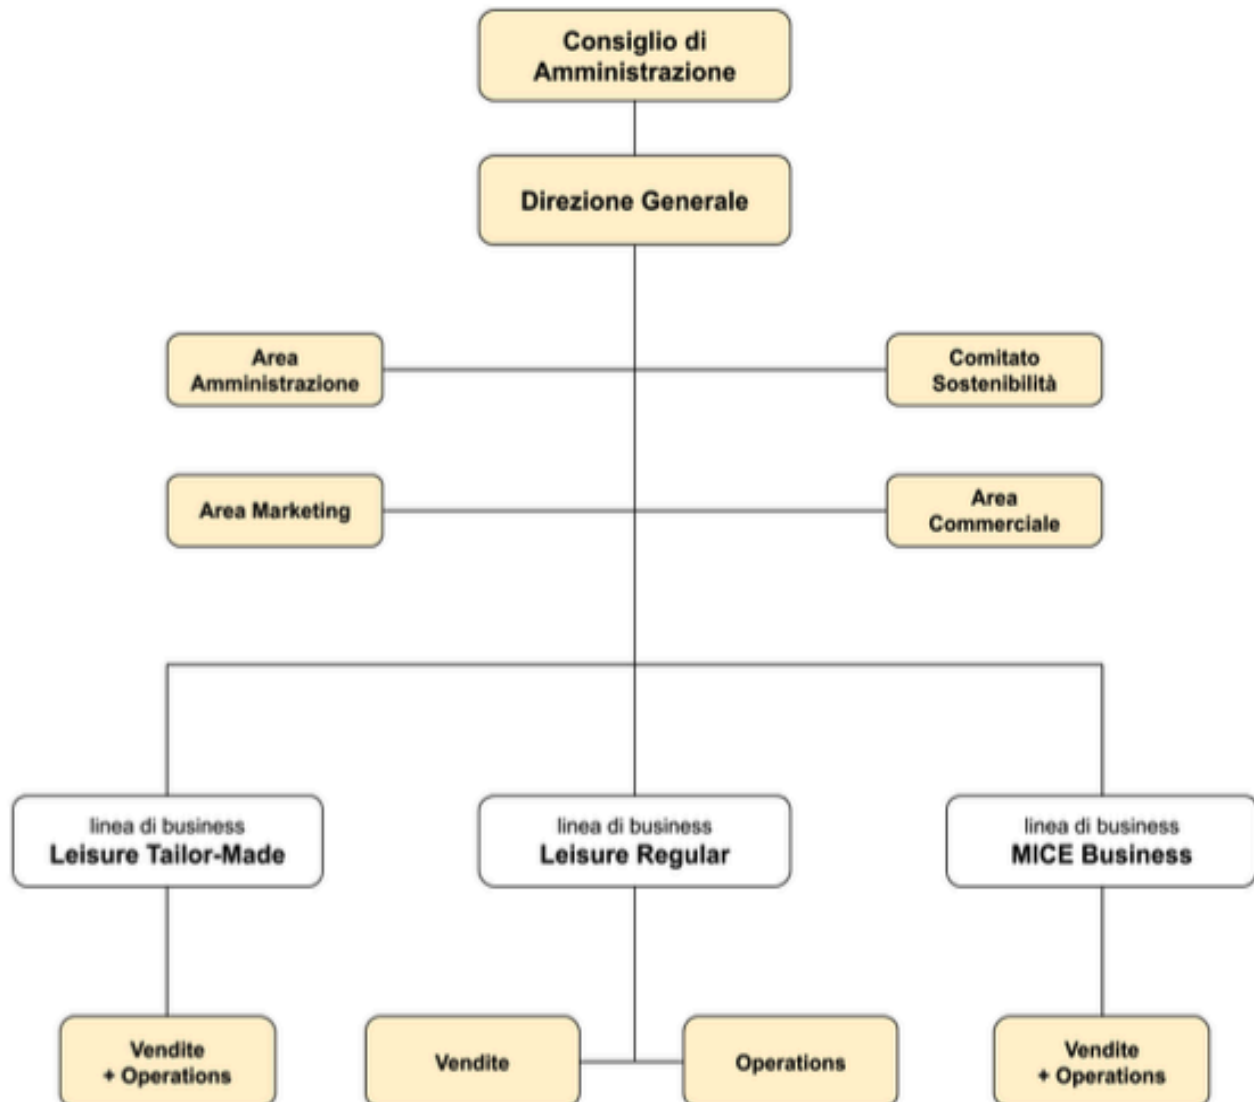 Consiglio di
Amministrazione
Direzione Generale
Area
Amministrazione
Comitato
Sostenibilità
Area Marketing
Area
Commerciale
linea di business
Leisure Tailor-Made
linea di business
Leisure Regular
linea di business
MICE Business
Vendite
+ Operations
Vendite
Operations
Vendite
+ Operations